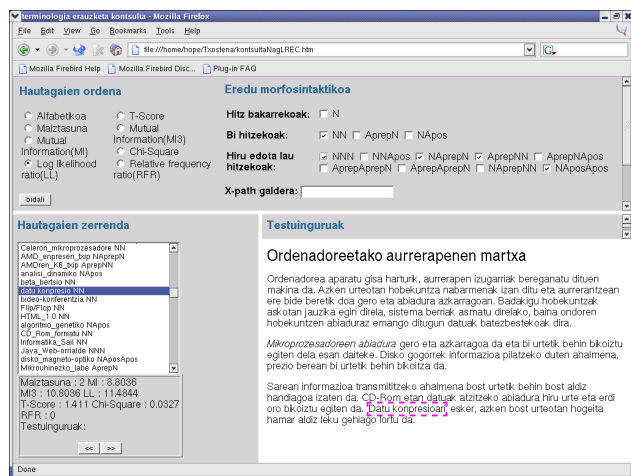 terminologia erauzketa kontsulta - Mozilla Firefox
File Edit View Go Bookmarks Tools Help
file:///home/hope/Txostena/kontsultaNagLREC.htm
G,
Mozilla Firebird Help Mozilla Firebird Disc... Plug-in FAQ
Hautagaien ordena
Alfabetikoa
Maiztasuna
Mutual
Information(MI)
Log likelihood
ratio(LL)
T-Score
Mutual
Information(MI3)
Chi-Square
Relative frequency
ratio(RFR)
bidali
Eredu morfosintaktikoa
Hitz bakarrekoak: N
Bi hitzekoak: NN AprepN NApos
Hiru edota lau NNN NNApos NAprepN AprepNN AprepNApos
hitzekoak: AprepAprepN AprepAprepN NAprepNN NAposApos
X-path galdera:
Hautagaien zerrenda
Celeron_mikroprozesadore NN
AMD_enpresen_txip NAprepN
AMDren_K6_txip AprepNN
analisi_dinamiko NApos
beta_bertsio NN
datu konpresio NN
bideo-konferentzia NN
Flip/Flop NN
HTML_1.0 NN
algoritmo_genetiko NApos
CD_Rom_formatu NN
Informatika_Sail NN
Java_Web-orrialde NNN
disko_magneto-optiko NAposApos
Mikrouhinezko_labe AprepN
Maiztasuna : 2 MI : 8.8036
MI3 : 10.8036 LL : 11.4844
T-Score : 1.411 Chi-Square : 0.0327
RFR : 0
Testuinguruak:
<< >>
Testuinguruak
Ordenadoreetako aurrerapenen martxa
Ordenadorea aparatu gisa harturik, aurrerapen izugarriak bereganatu dituen
makina da. Azken urteotan hobekuntza nabarmenak izan ditu eta aurrerantzean
ere bide beretik doa gero eta abiadura azkarragoan. Badakigu hobekuntzak
askotan jauzika egin direla, sistema berriak asmatu direlako, baina ondoren
hobekuntzen abiaduraz emango ditugun datuak batezbestekoak dira.
Mikroprozesadoreen abiadura gero eta azkarragoa da eta bi urtetik behin bikoiztu
egiten dela esan daiteke. Disko gogorrek informazioa pilatzeko duten ahalmena,
prezio berean bi urtetik behin bikoitza da.
Sarean informazioa transmititzeko ahalmena bost urtetik behin bost aldiz
handiagoa izaten da. CD-Rom etan datuak atzitzeko abiadura hiru urte eta erdi
oro bikoiztu egiten da. Datu konpresioari esker, azken bost urteotan hogeita
hamar aldiz leku gehiago lortu da.
Done